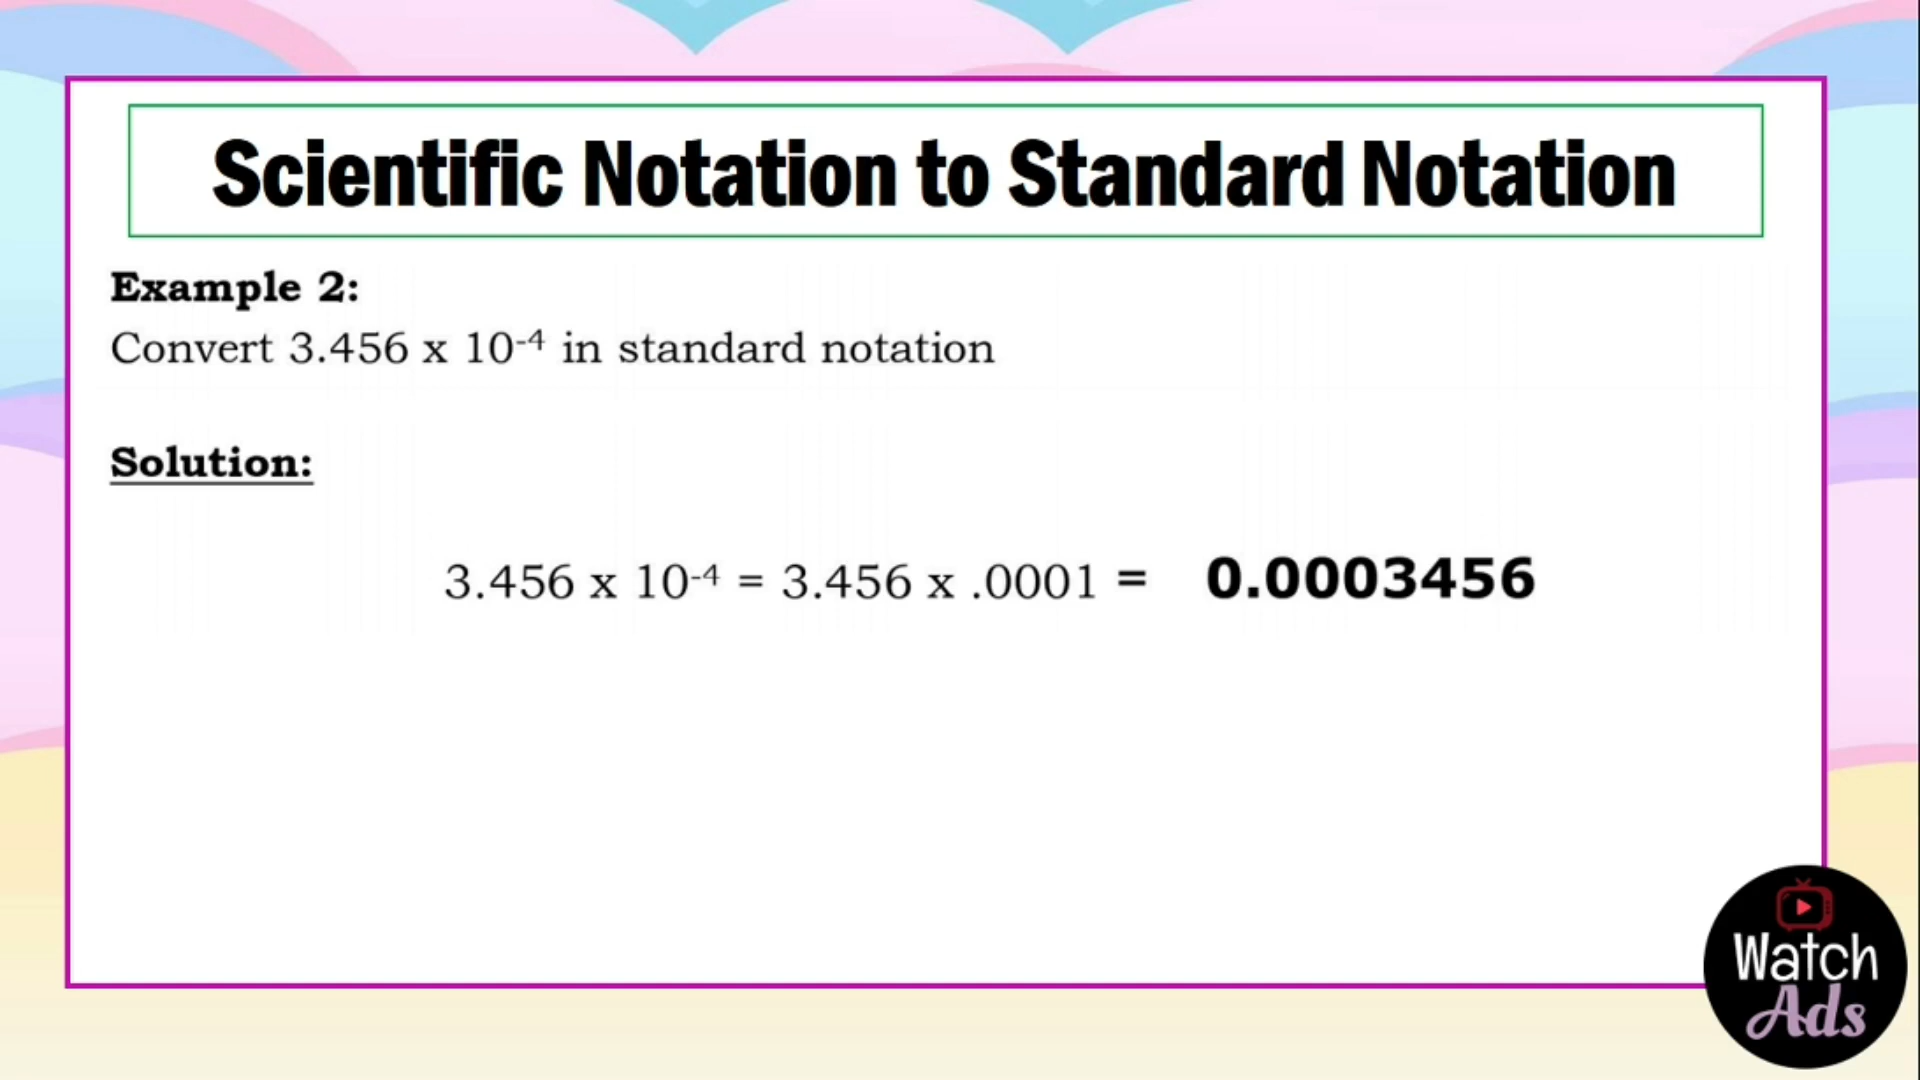 Scientific Notation to Standard Notation
Example 2:
Convert 3.456 x 10⁻⁴ in standard notation
Solution:
3.456 x 10⁻⁴ = 3.456 x .0001 = 0.0003456
Watch
Ads